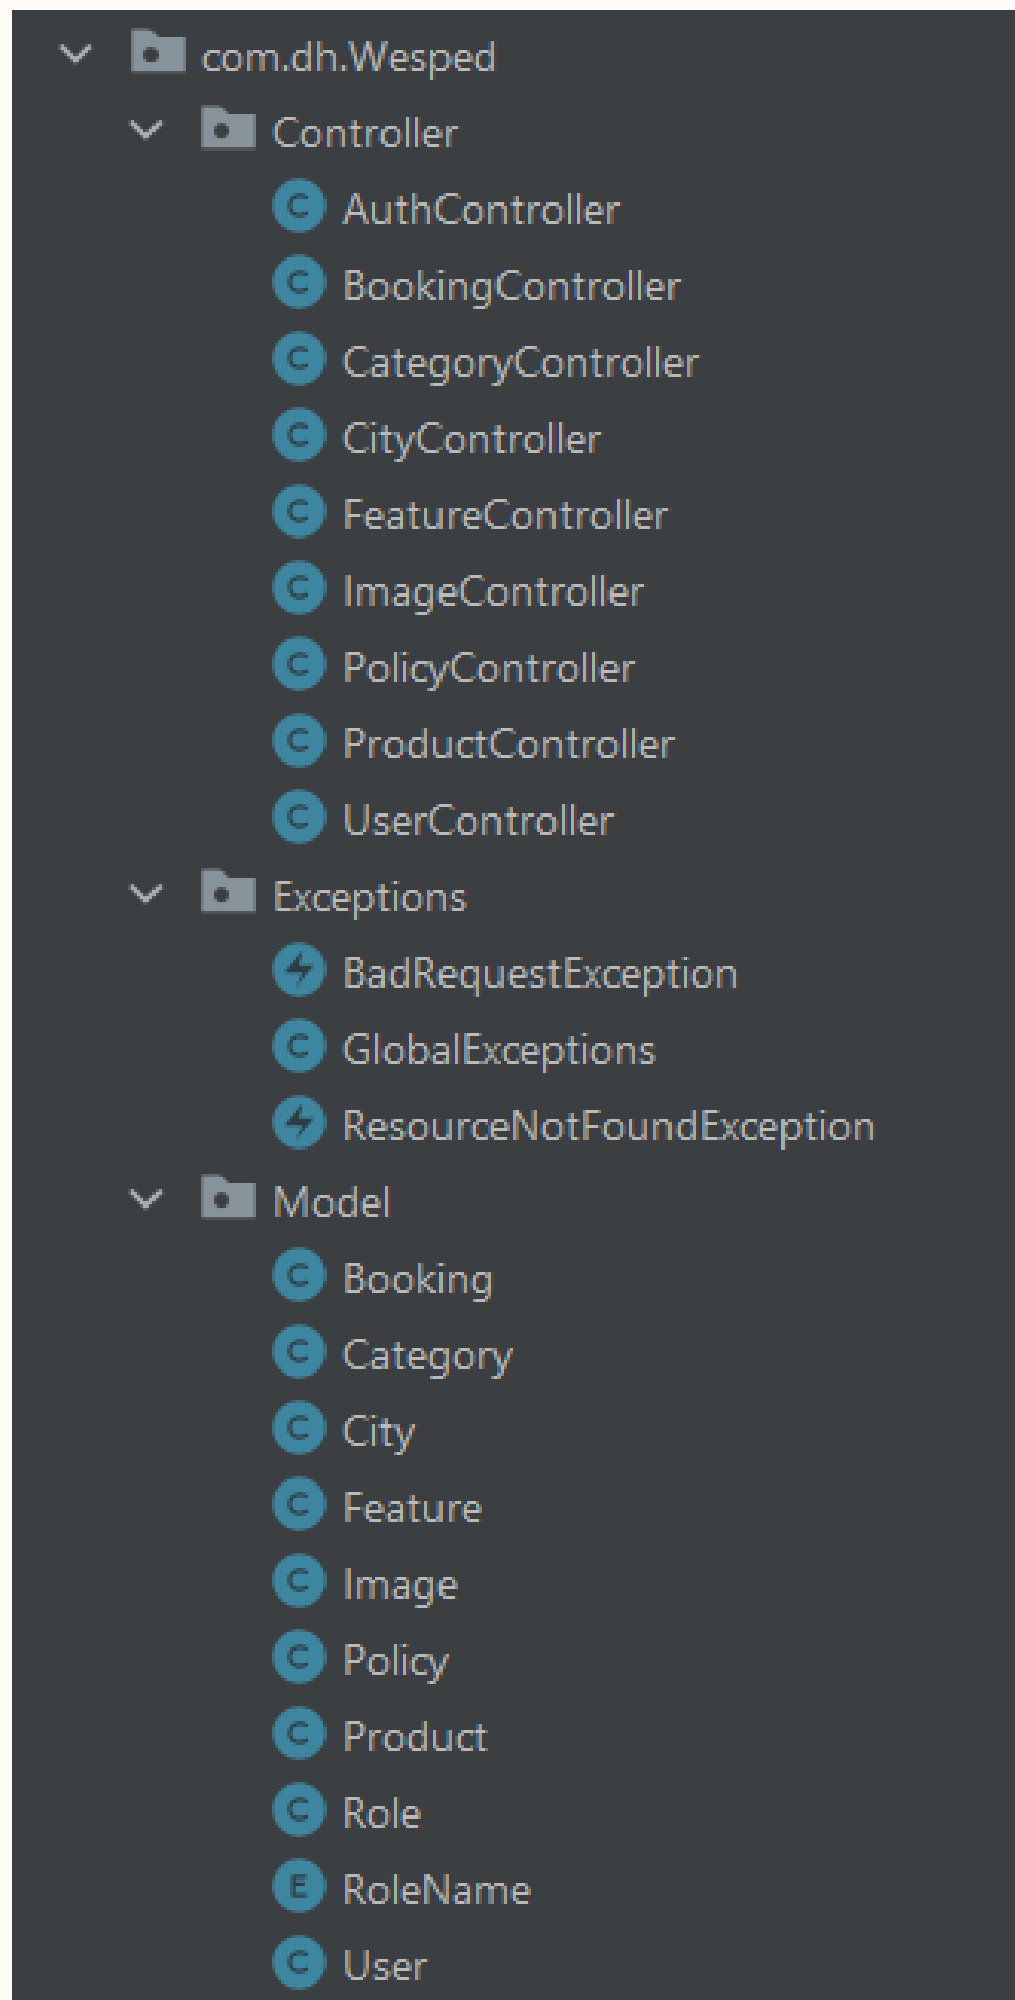 com.dh.Wesped
Controller
C AuthController
C BookingController
C CategoryController
C CityController
C FeatureController
C ImageController
C PolicyController
C ProductController
C UserController
Exceptions
BadRequestException
C GlobalExceptions
ResourceNotFoundException
Model
C Booking
C Category
C City
C Feature
C Image
C Policy
C Product
C Role
E RoleName
C User